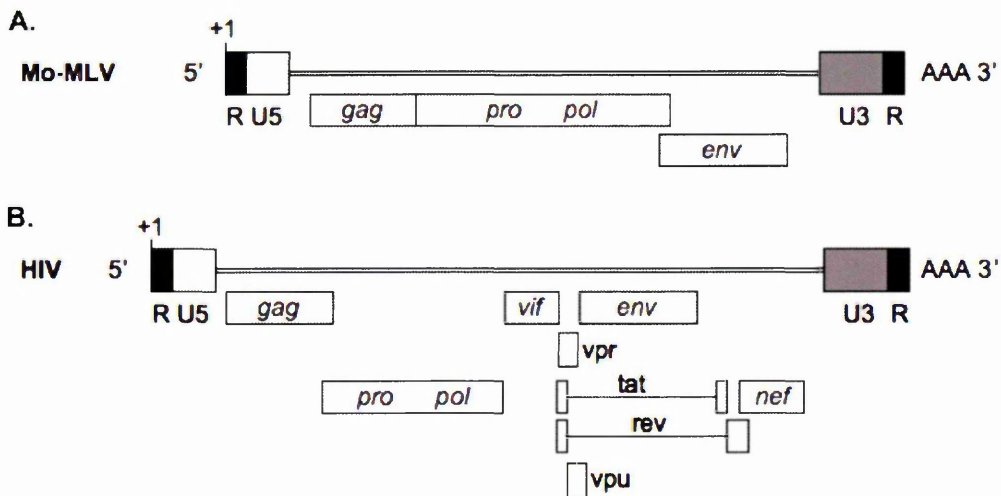 A.
+1
Mo-MLV 5' AAA 3'
R U5 gag pro pol U3 R
env
B.
+1
HIV 5' AAA 3'
R U5 gag vif env U3 R
vpr
pro pol tat nef
rev
vpu